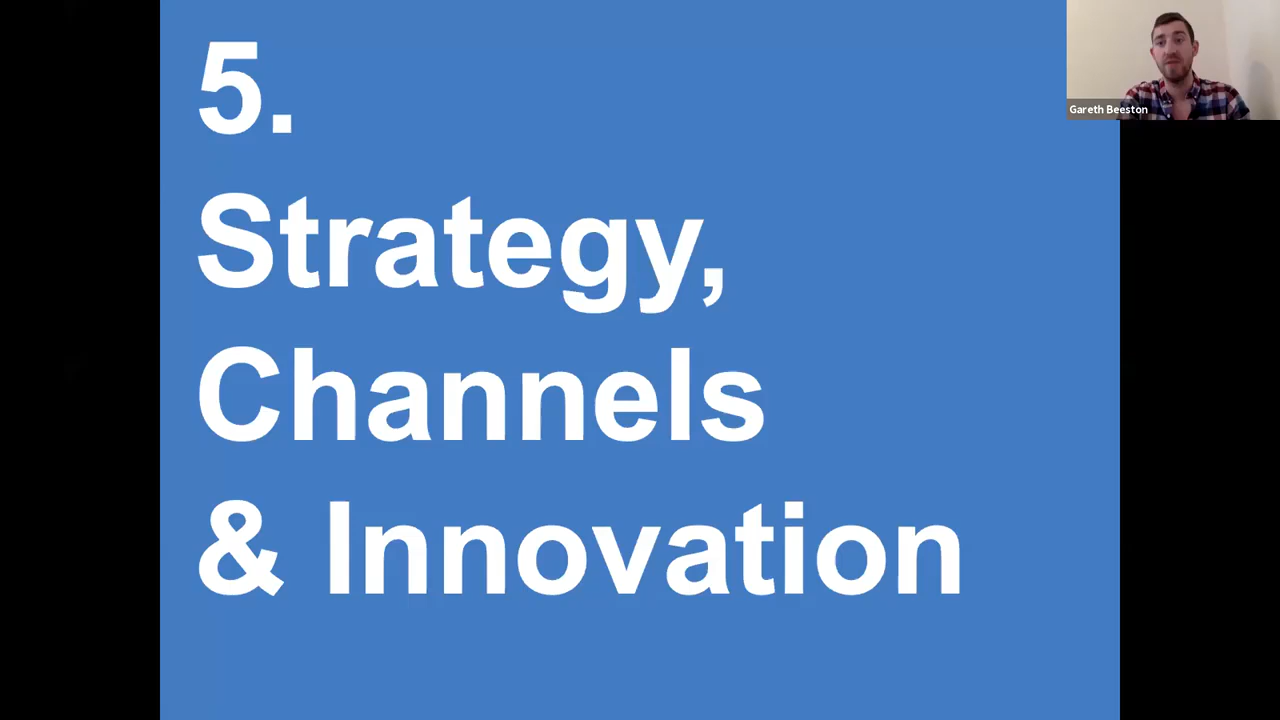 5.
Strategy,
Channels
& Innovation
Gareth Beeston